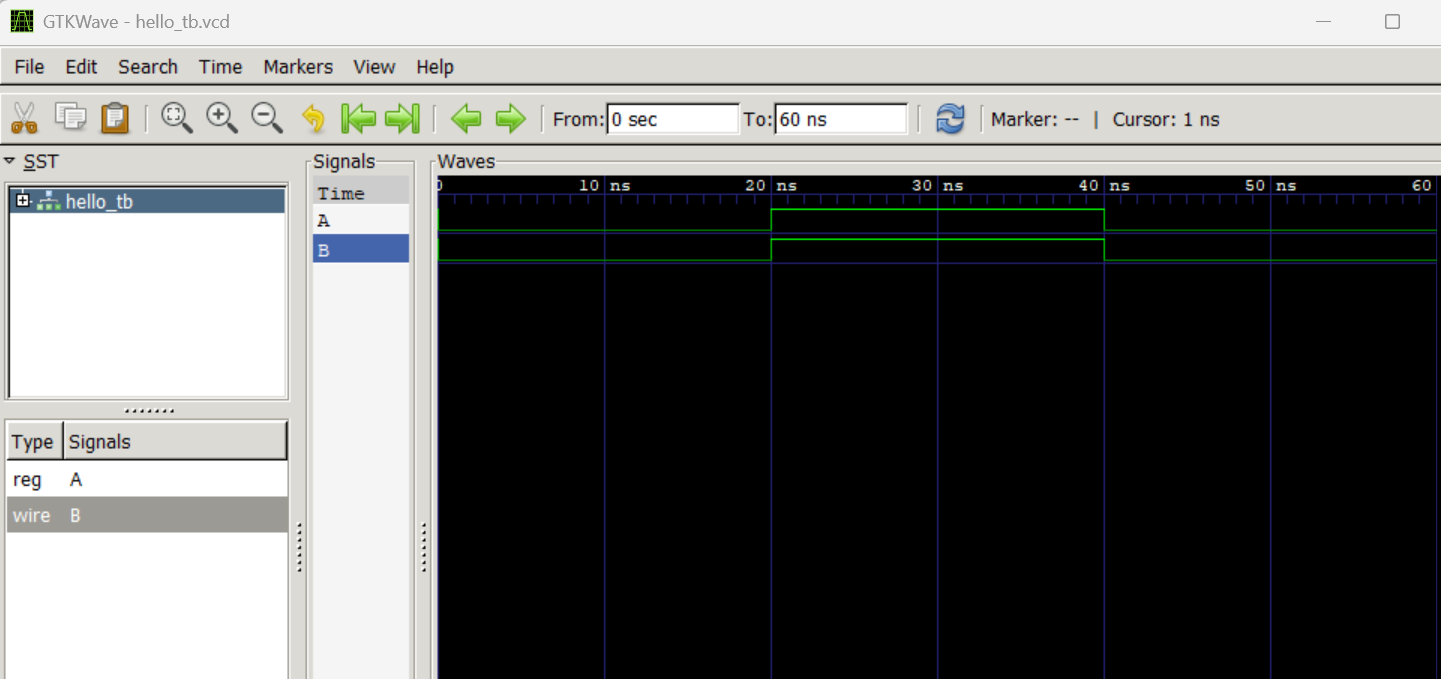 GTKWave - hello_tb.vcd
File Edit Search Time Markers View Help
From: 0 sec To: 60 ns Marker: -- | Cursor: 1 ns
SST
hello_tb
Type Signals
reg A
wire B
Signals
Time
A
B
Waves
0 10 ns 20 ns 30 ns 40 ns 50 ns 60